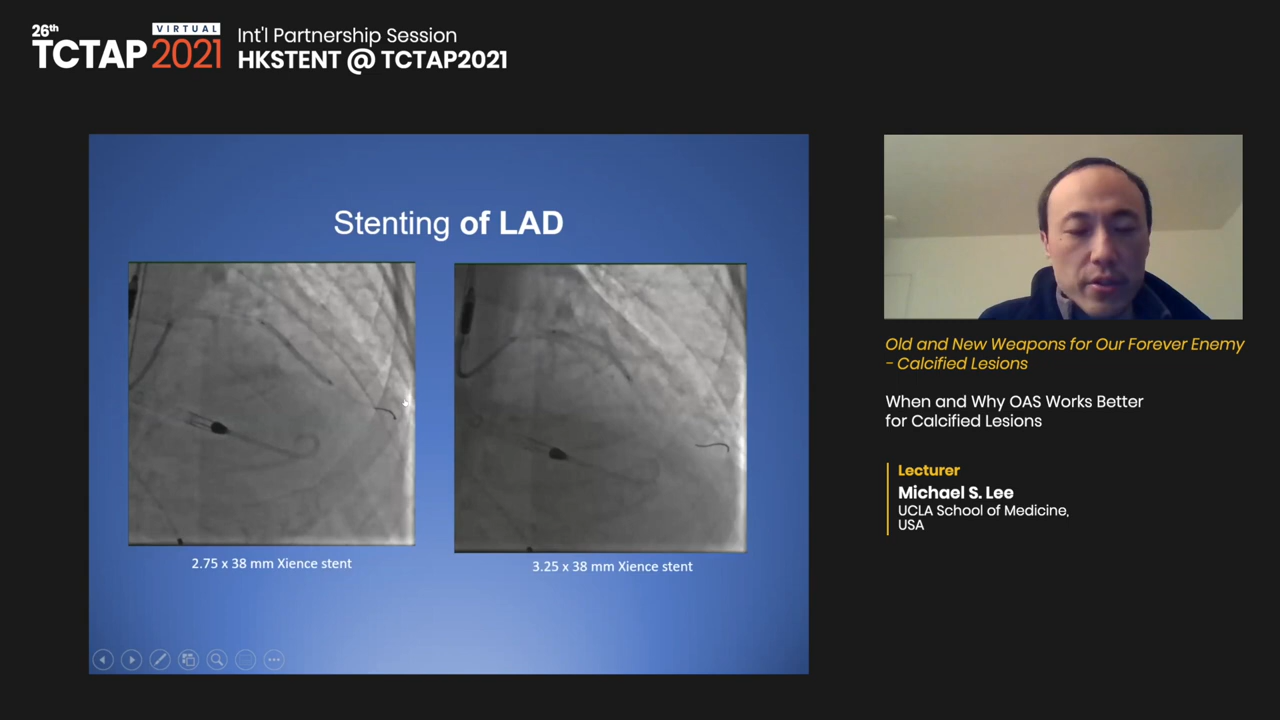 26th
VIRTUAL
TCTAP 2021
Int'l Partnership Session
HKSTENT @ TCTAP2021
Stenting of LAD
2.75 x 38 mm Xience stent
3.25 x 38 mm Xience stent
Old and New Weapons for Our Forever Enemy
- Calcified Lesions
When and Why OAS Works Better
for Calcified Lesions
Lecturer
Michael S. Lee
UCLA School of Medicine,
USA